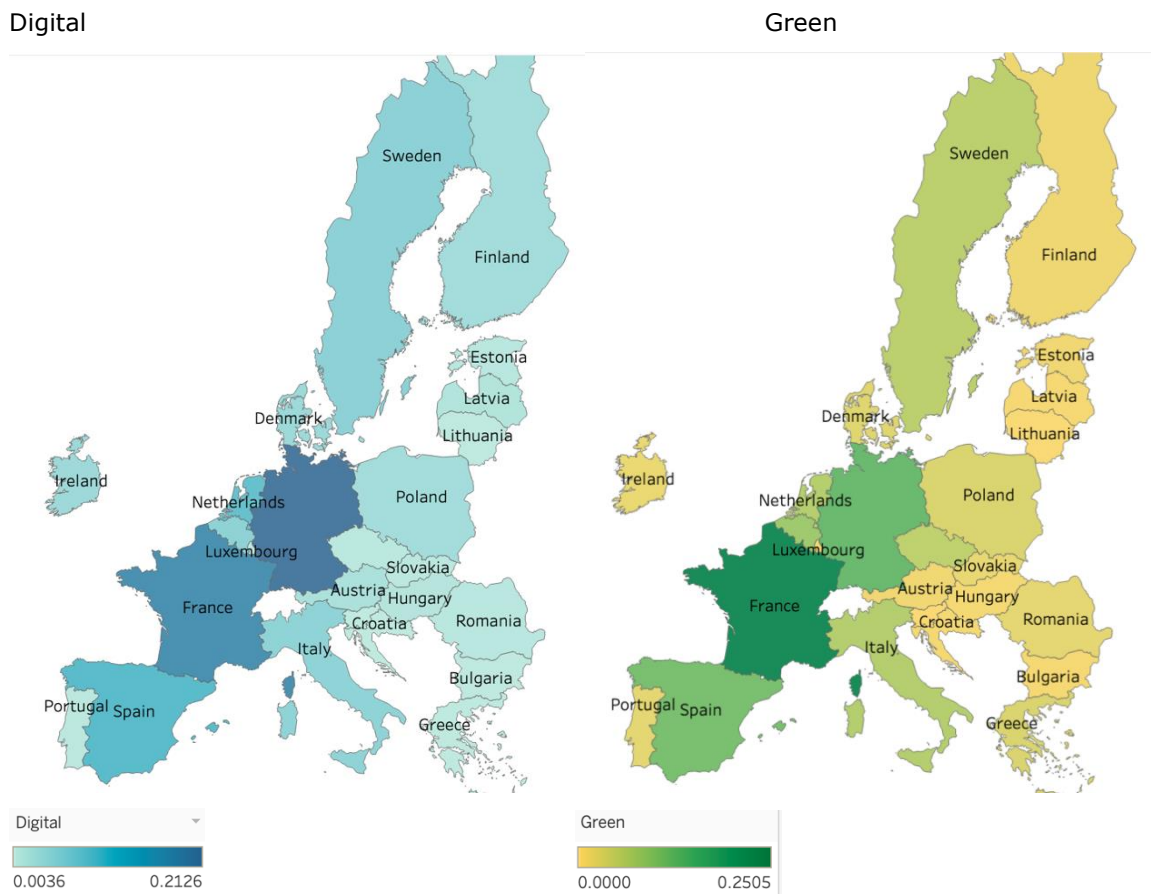 Digital
Sweden
Finland
Estonia
Latvia
Denmark
Lithuania
Ireland
Netherlands
Poland
Luxembourg
Slovakia
Austria
Hungary
France
Croatia
Romania
Italy
Bulgaria
Portugal
Spain
Greece
Digital
0.0036 0.2126
Green
Sweden
Finland
Estonia
Latvia
Denmark
Lithuania
Ireland
Netherlands
Poland
Luxembourg
Slovakia
Austria
Hungary
France
Croatia
Romania
Italy
Bulgaria
Portugal
Spain
Greece
Green
0.0000 0.2505